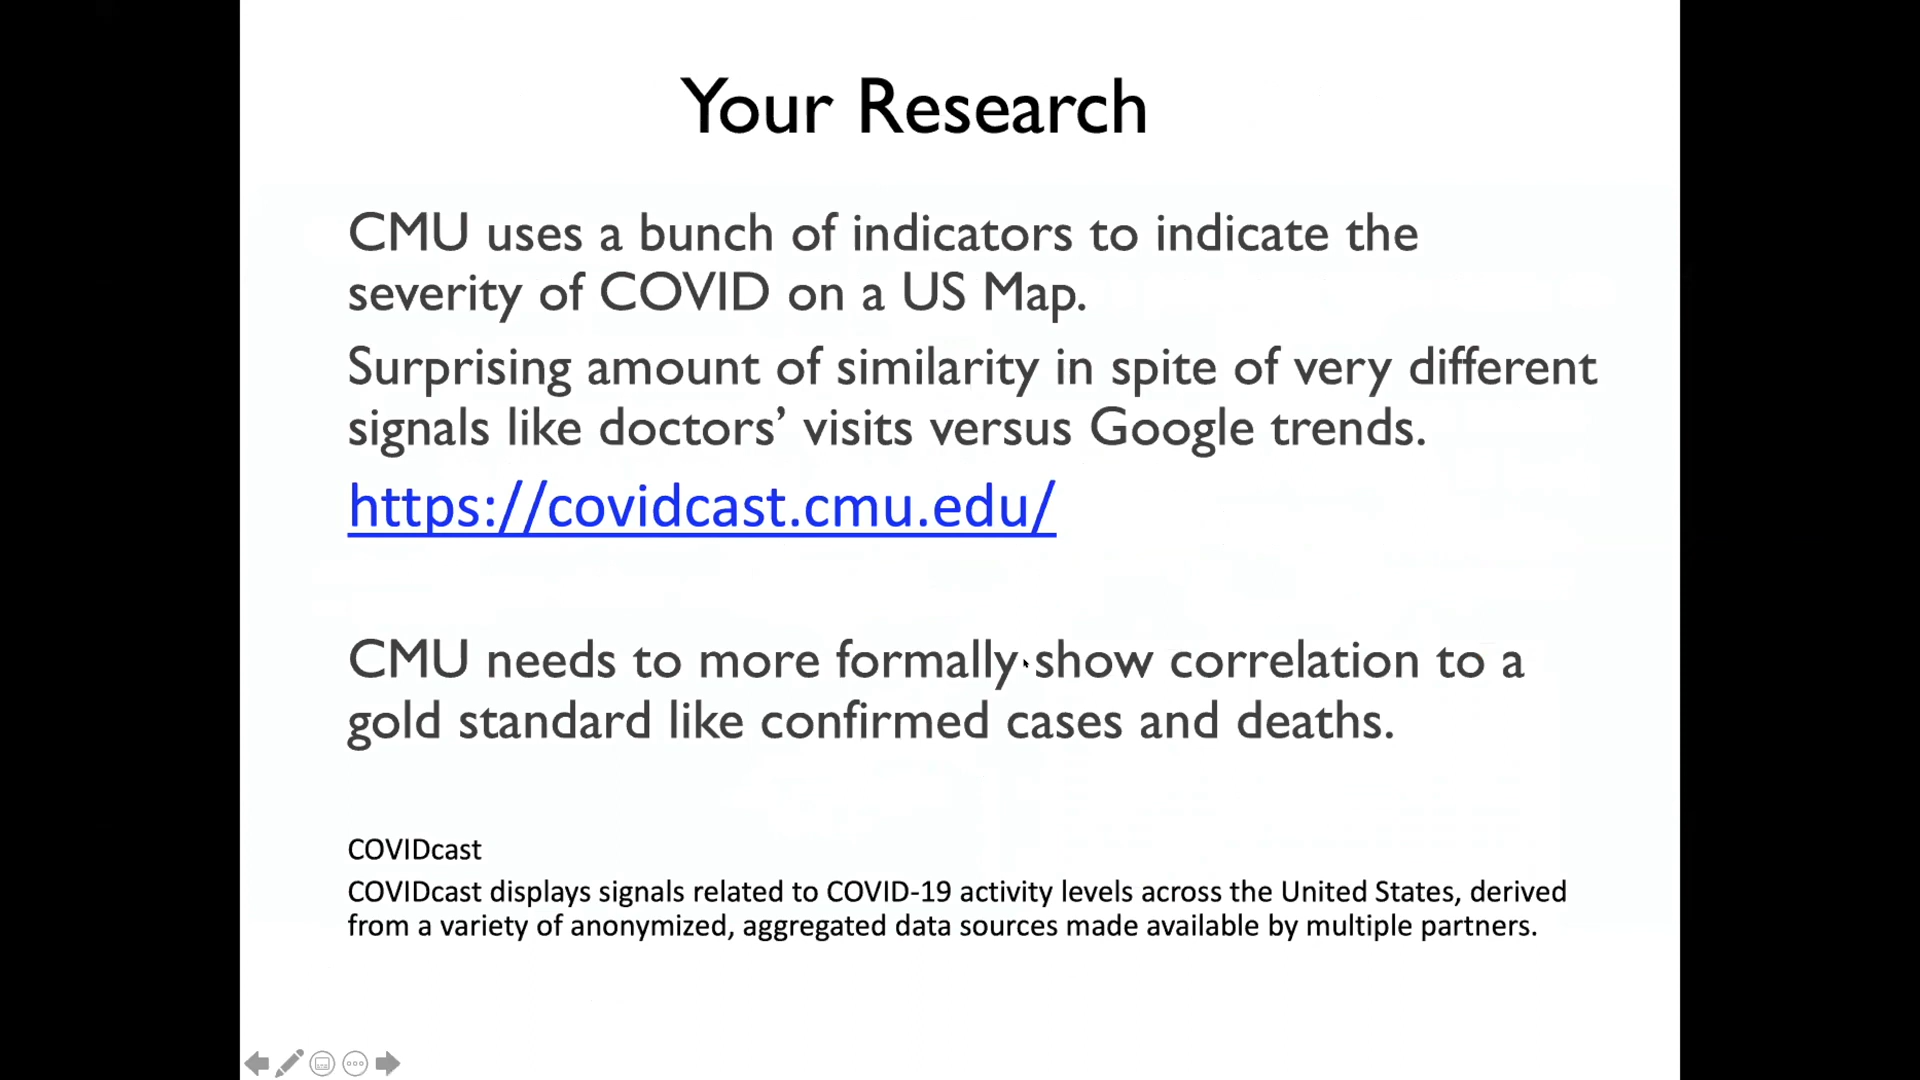 Your Research
CMU uses a bunch of indicators to indicate the
severity of COVID on a US Map.
Surprising amount of similarity in spite of very different
signals like doctors’ visits versus Google trends.
https://covidcast.cmu.edu/
CMU needs to more formally show correlation to a
gold standard like confirmed cases and deaths.
COVIDcast
COVIDcast displays signals related to COVID-19 activity levels across the United States, derived
from a variety of anonymized, aggregated data sources made available by multiple partners.